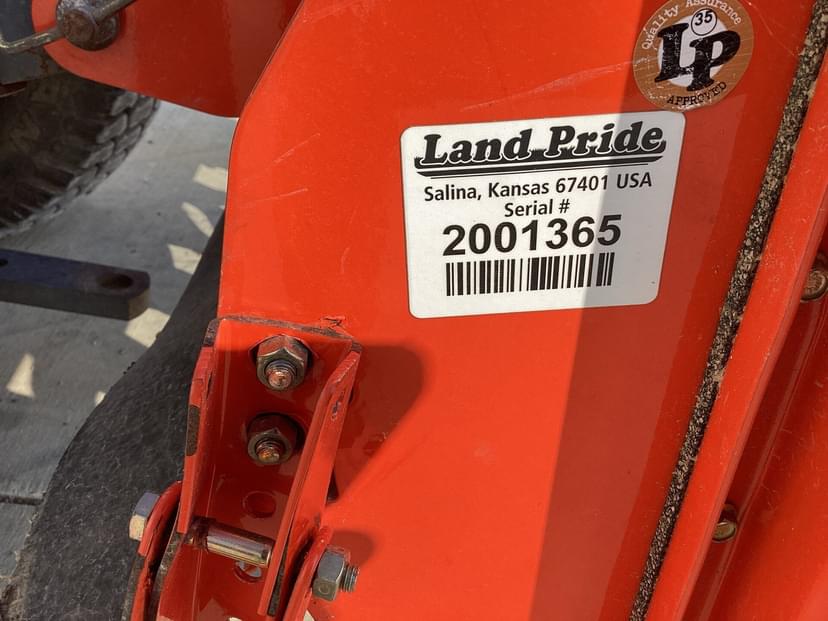 Quality Assurance
35
LP
APPROVED
Land Pride
Salina, Kansas 67401 USA
Serial #
2001365